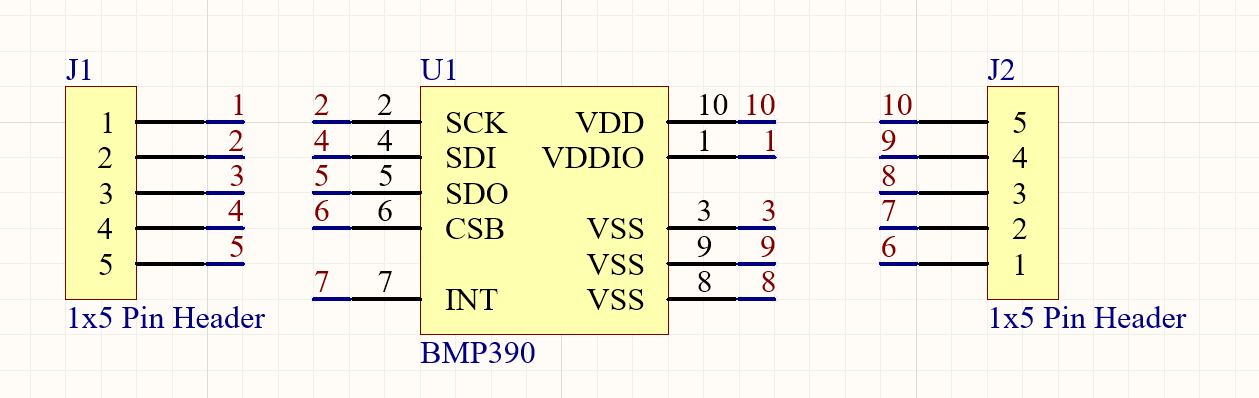 J1 U1 J2
1 2 2 10 10 10
1 SCK VDD 5
2 4 4 1 1 9
2 SDI VDDIO 4
3 5 5 8
3 SDO 3
4 6 6 3 3 7
4 CSB VSS 2
5 9 9 6
5 VSS 1
7 7 8 8
INT VSS
1x5 Pin Header 1x5 Pin Header
BMP390